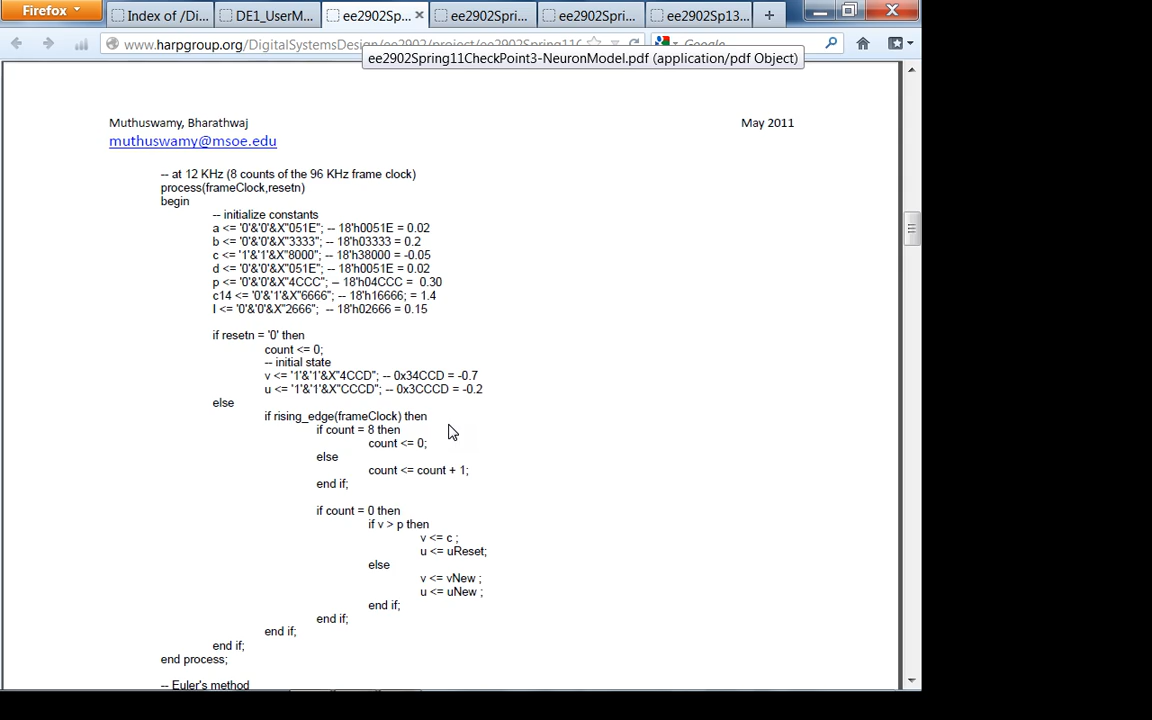 Firefox
Index of /Di...
DE1_UserM...
ee2902Sp...
ee2902Spri...
ee2902Spri...
ee2902Sp13...
www.harpgroup.org/DigitalSystemsDesign/ee2902/project/ee2902Spring11C
Google
ee2902Spring11CheckPoint3-NeuronModel.pdf (application/pdf Object)
Muthuswamy, Bharathwaj
May 2011
muthuswamy@msoe.edu
-- at 12 KHz (8 counts of the 96 KHz frame clock)
process(frameClock,resetn)
begin
-- initialize constants
a <= '0'&'0'&X"051E"; -- 18'h0051E = 0.02
b <= '0'&'0'&X"3333"; -- 18'h03333 = 0.2
c <= '1'&'1'&X"8000"; -- 18'h38000 = -0.05
d <= '0'&'0'&X"051E"; -- 18'h0051E = 0.02
p <= '0'&'0'&X"4CCC"; -- 18'h04CCC = 0.30
c14 <= '0'&'1'&X"6666"; -- 18'h16666; = 1.4
I <= '0'&'0'&X"2666"; -- 18'h02666 = 0.15
if resetn = '0' then
count <= 0;
-- initial state
v <= '1'&'1'&X"4CCD"; -- 0x34CCD = -0.7
u <= '1'&'1'&X"CCCD"; -- 0x3CCCD = -0.2
else
if rising_edge(frameClock) then
if count = 8 then
count <= 0;
else
count <= count + 1;
end if;
if count = 0 then
if v > p then
v <= c ;
u <= uReset;
else
v <= vNew ;
u <= uNew ;
end if;
end if;
end if;
end if;
end process;
-- Euler's method